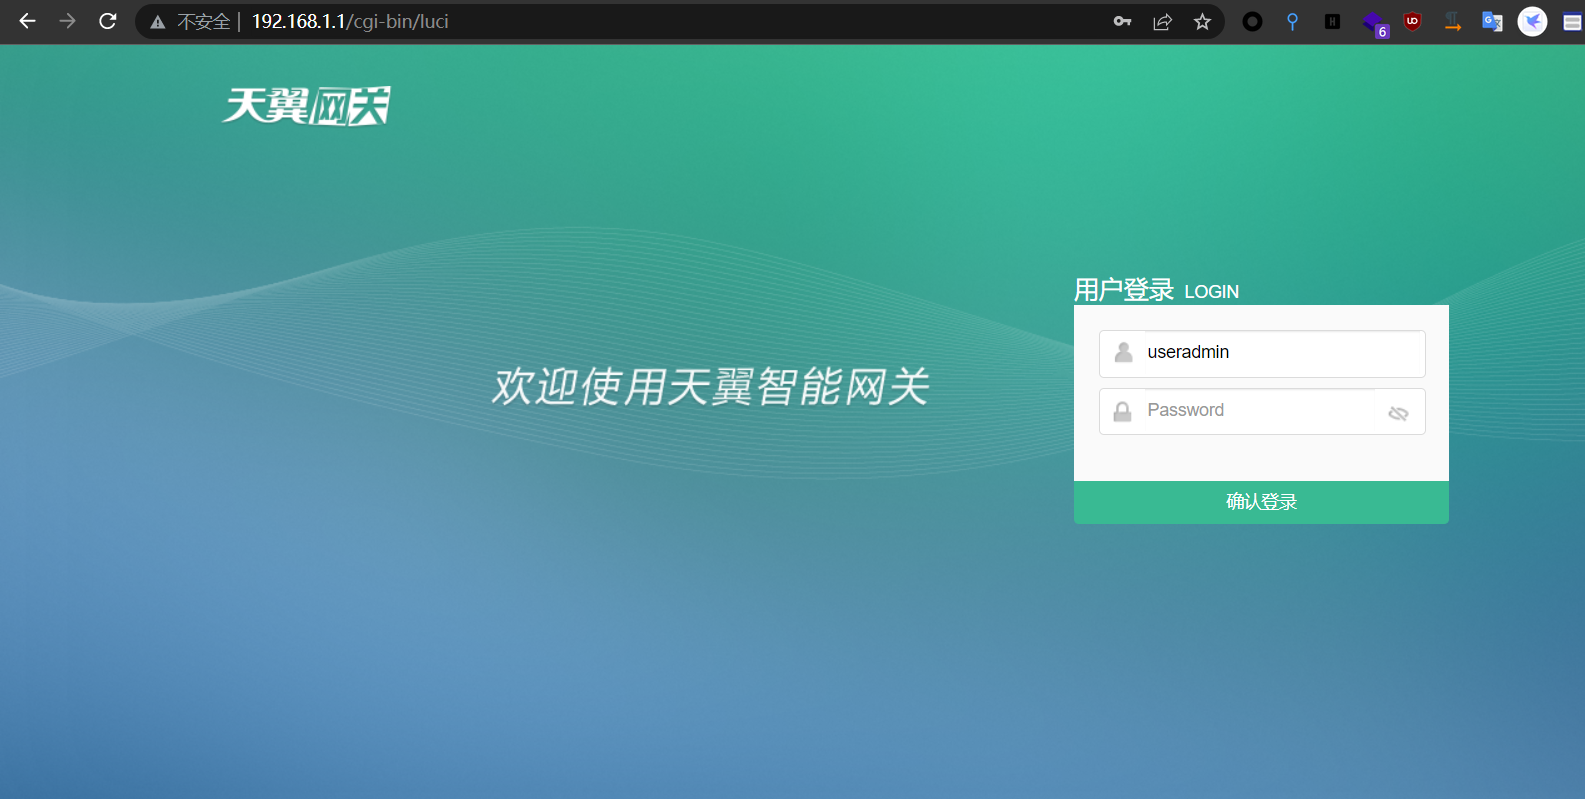 不安全 | 192.168.1.1/cgi-bin/luci
6
天翼网关
用户登录 LOGIN
useradmin
欢迎使用天翼智能网关
Password
确认登录